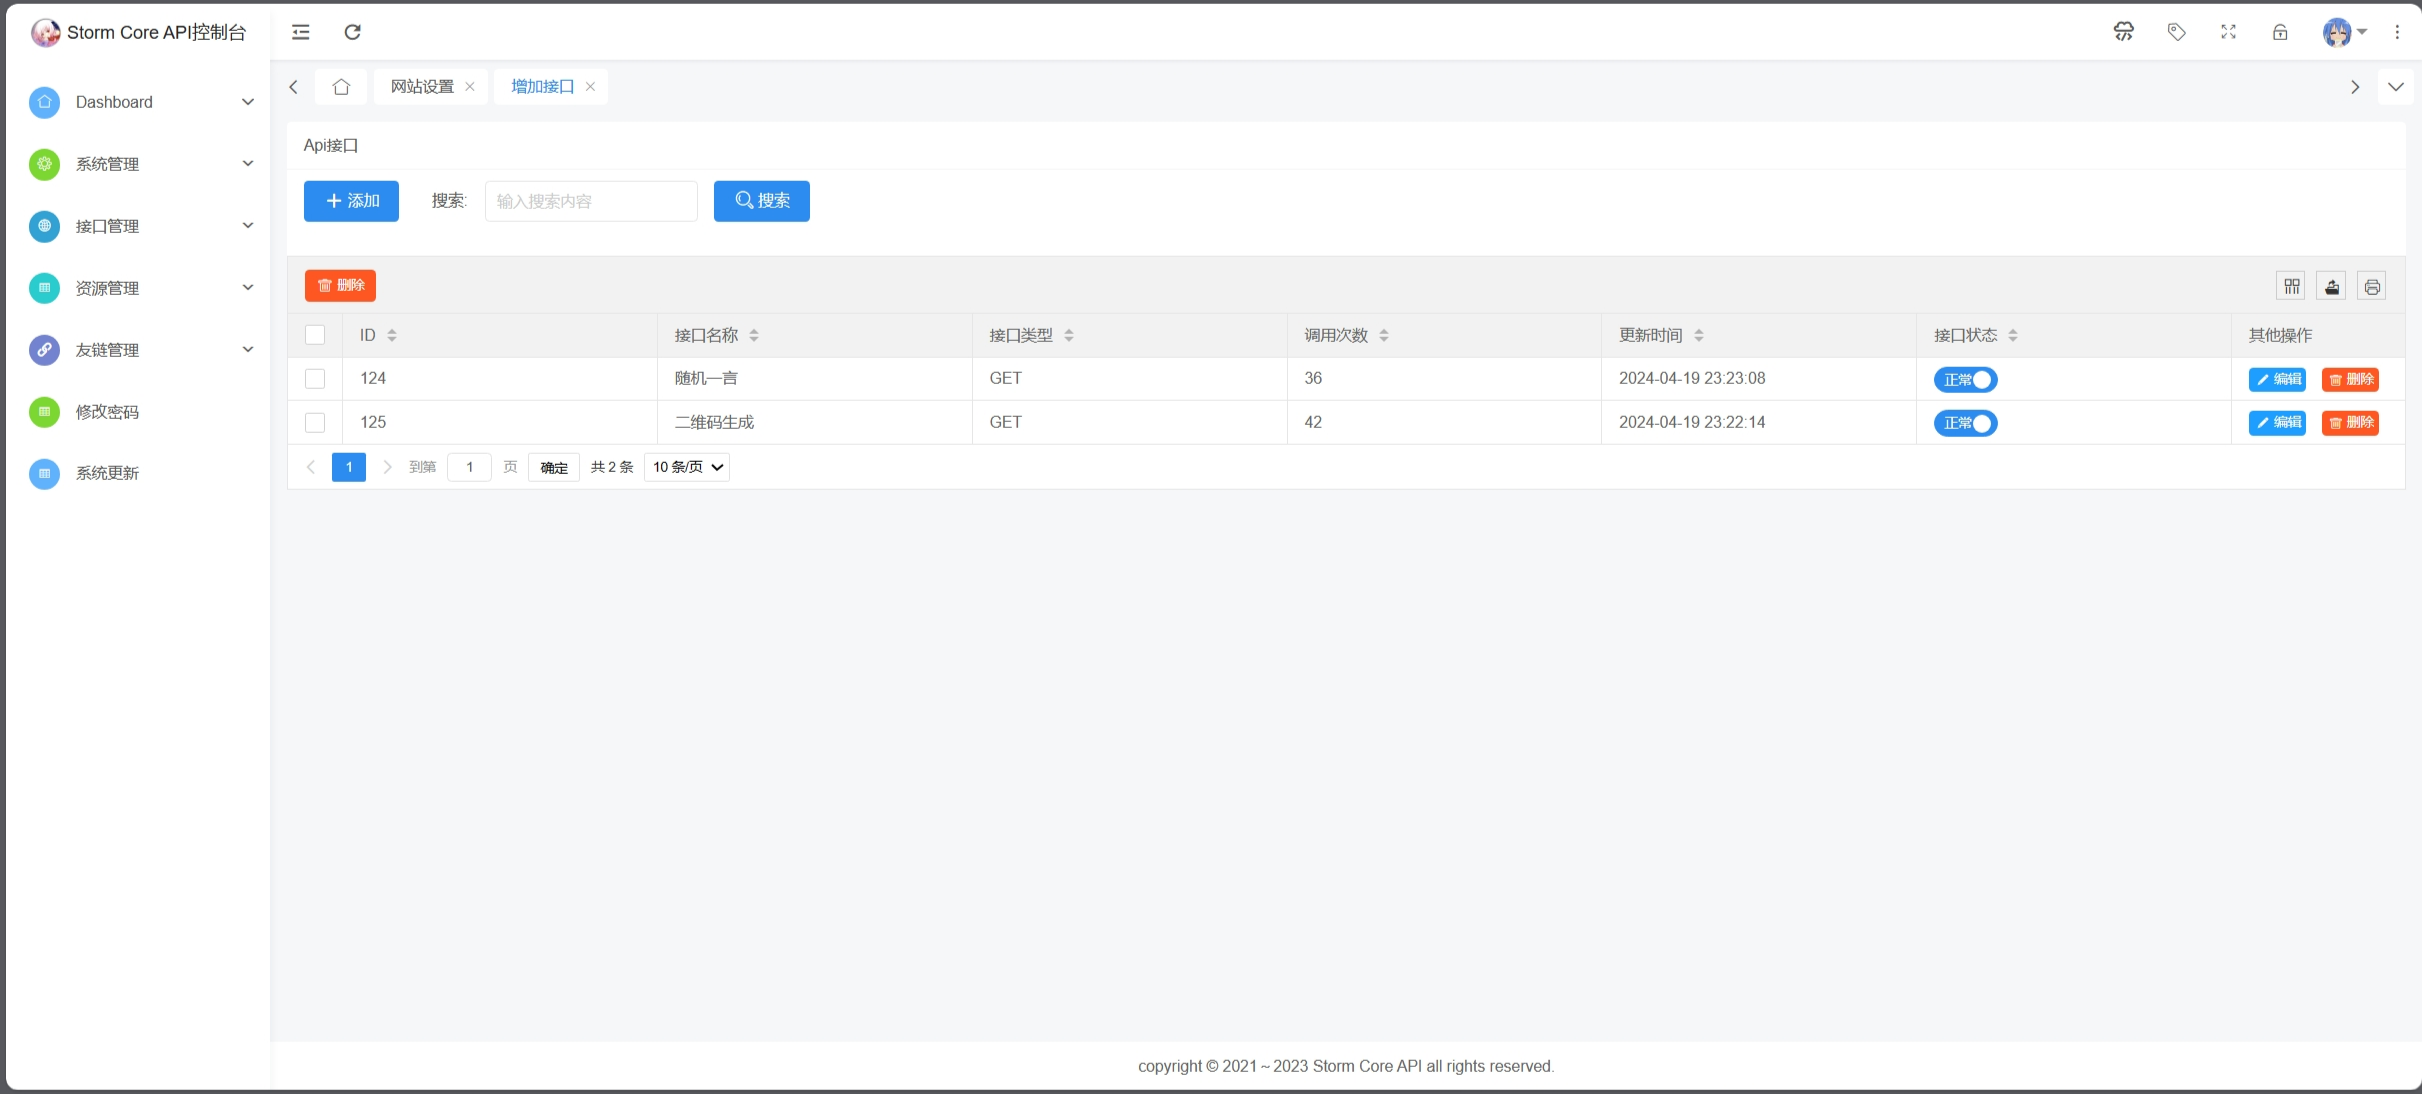 Storm Core API控制台
Dashboard
系统管理
接口管理
资源管理
友链管理
修改密码
系统更新
网站设置
增加接口
Api接口
添加 搜索: 输入搜索内容 搜索
删除
ID 接口名称 接口类型 调用次数 更新时间 接口状态 其他操作
124 随机一言 GET 36 2024-04-19 23:23:08 正常 编辑 删除
125 二维码生成 GET 42 2024-04-19 23:22:14 正常 编辑 删除
1 到第 1 页 确定 共 2 条 10 条/页
copyright © 2021 ~ 2023 Storm Core API all rights reserved.